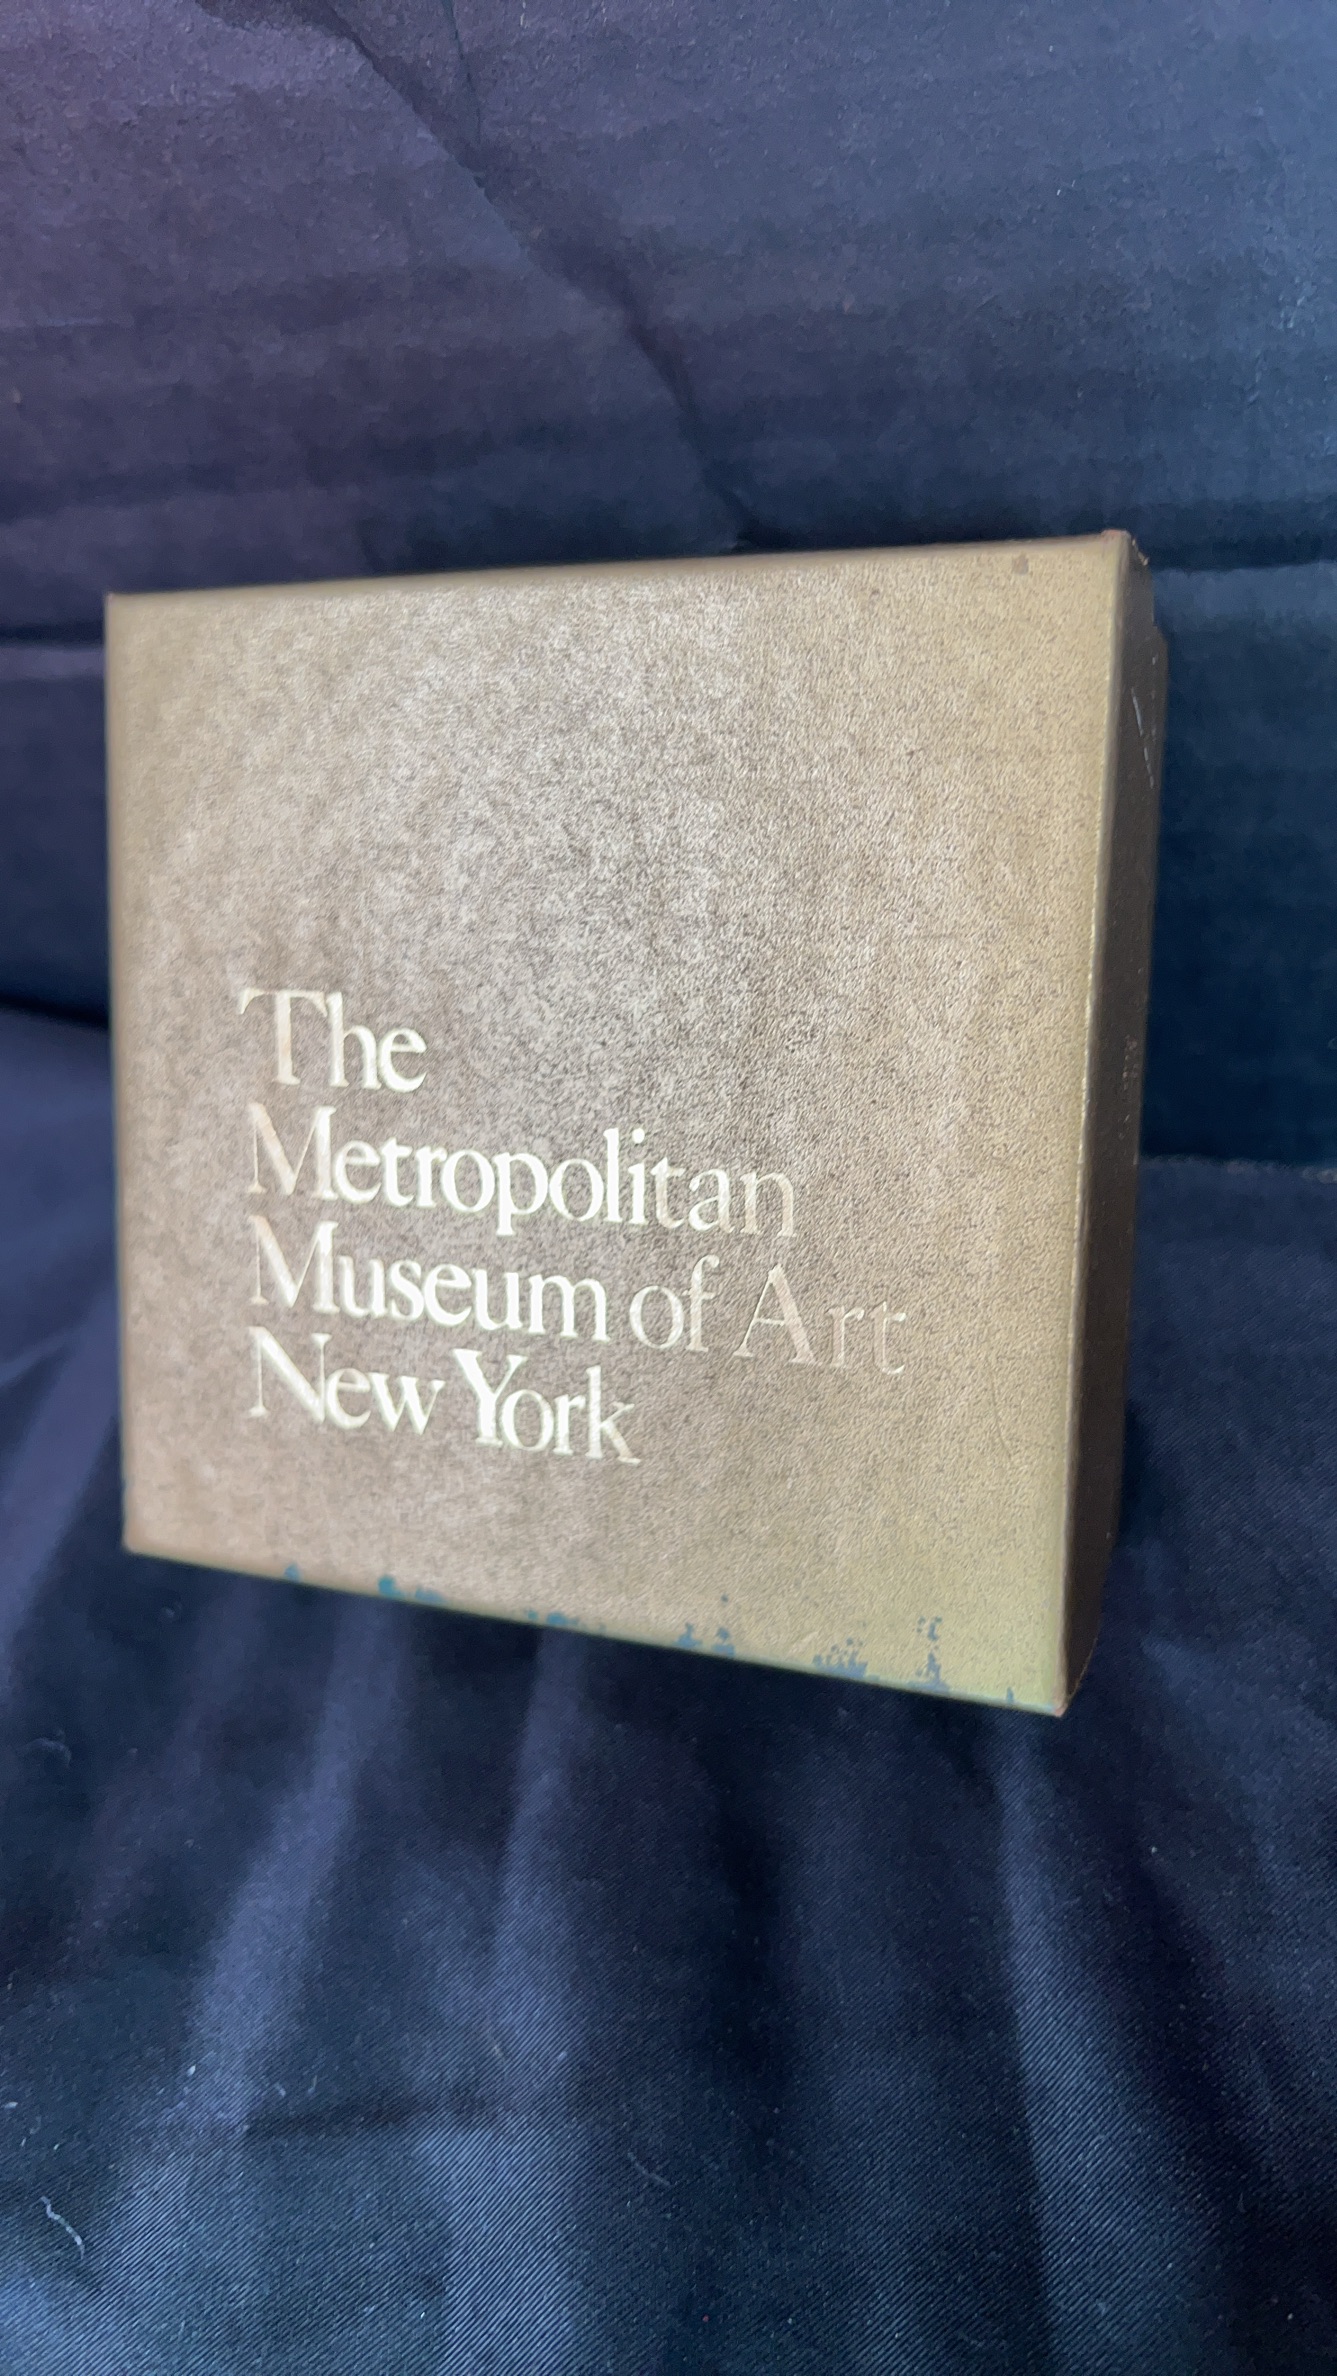 The
Metropolitan
Museum of Art
New York